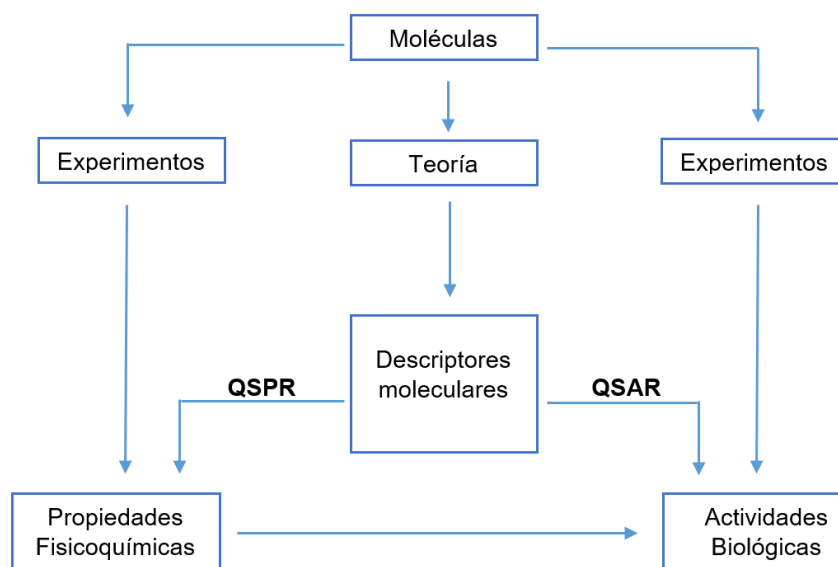 Moléculas
Experimentos
Teoría
Experimentos
Descriptores
moleculares
QSPR
QSAR
Propiedades
Fisicoquímicas
Actividades
Biológicas